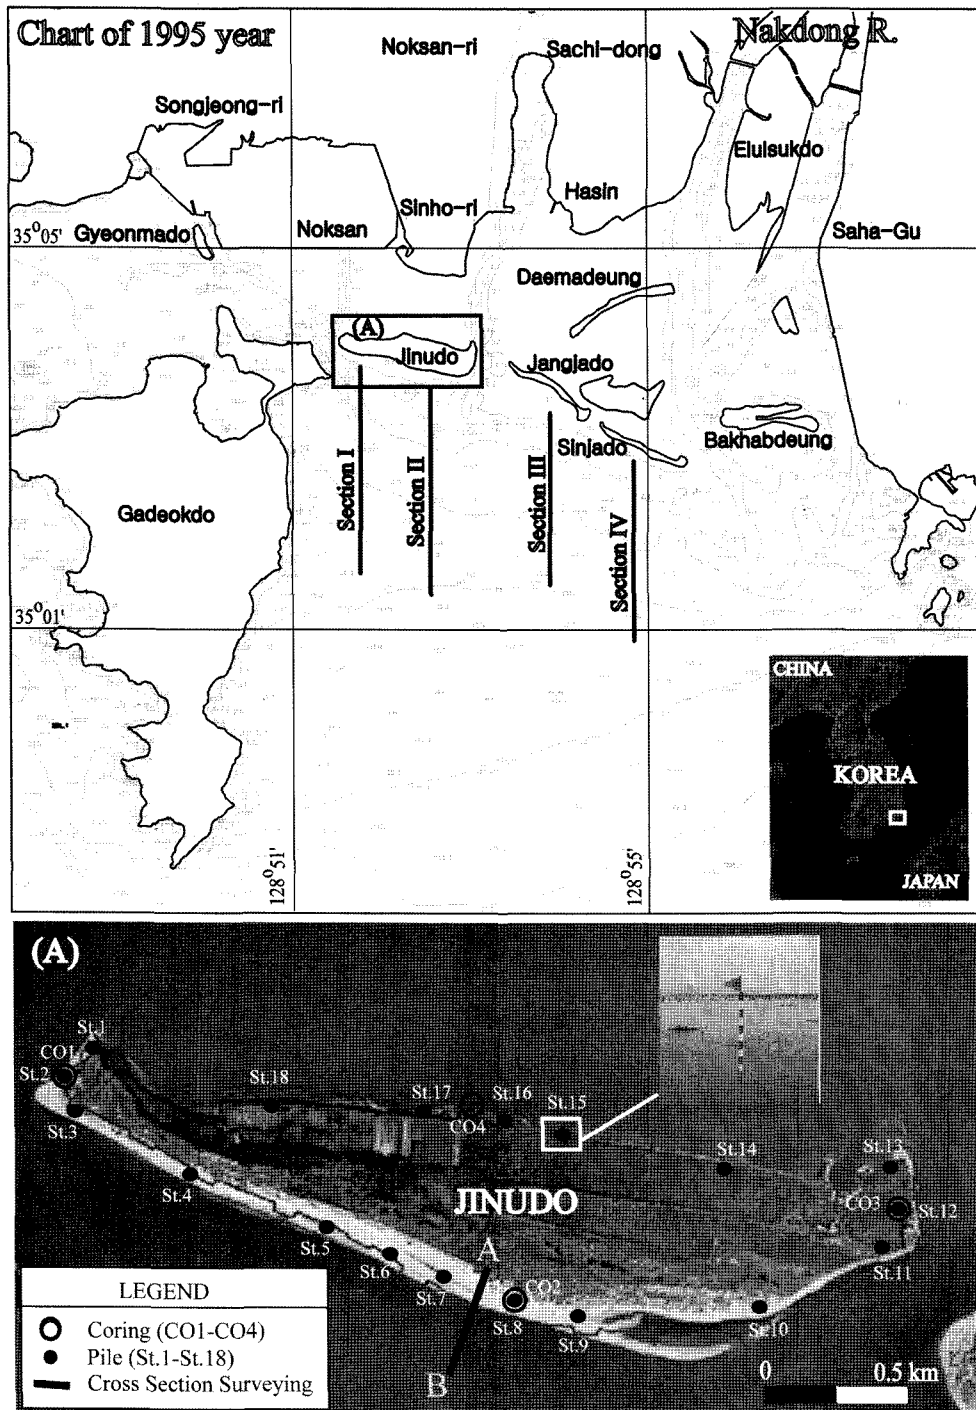 Chart of 1995 year
Noksan-ri
Sachi-dong
Nakdong R.
Songjeong-ri
Eulsukdo
Hasin
Sinho-ri
Gyeonmado
Noksan
Saha-Gu
35°05'
Daemadeung
(A)
Jinudo
Jangjado
Sinjado
Bakhabdeung
Section I
Section II
Section III
Section IV
Gadeokdo
35°01'
CHINA
KOREA
JAPAN
128°51'
128°55'
(A)
St.1
CO1
St.2
St.3
St.18
St.17
St.16
CO4
St.15
St.14
St.13
CO3
St.12
St.4
JINUDO
St.5
A
St.6
St.11
St.7
CO2
St.8
St.9
St.10
B
LEGEND
Coring (CO1-CO4)
Pile (St.1-St.18)
Cross Section Surveying
0 0.5 km